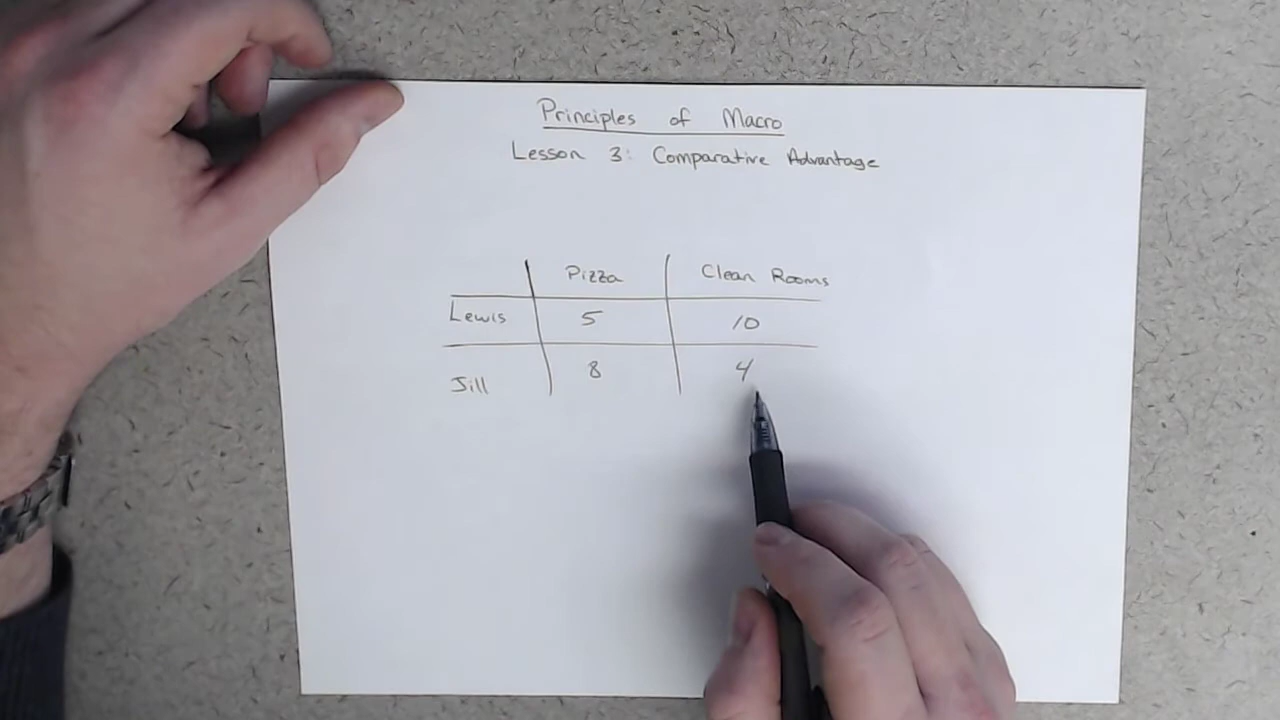 Principles of Macro
Lesson 3: Comparative Advantage
Pizza Clean Rooms
Lewis 5 10
Jill 8 4